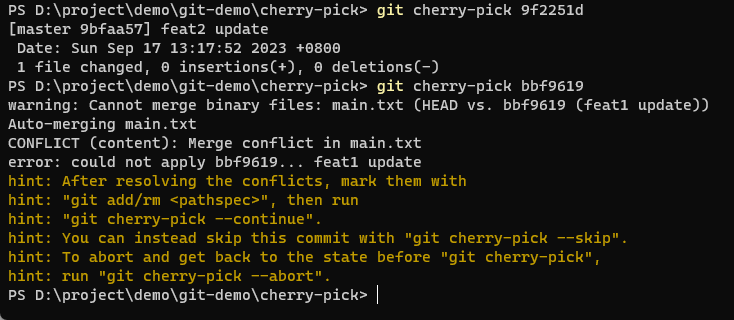 PS D:\project\demo\git-demo\cherry-pick> git cherry-pick 9f2251d
[master 9bfaa57] feat2 update
 Date: Sun Sep 17 13:17:52 2023 +0800
 1 file changed, 0 insertions(+), 0 deletions(-)
PS D:\project\demo\git-demo\cherry-pick> git cherry-pick bbf9619
warning: Cannot merge binary files: main.txt (HEAD vs. bbf9619 (feat1 update))
Auto-merging main.txt
CONFLICT (content): Merge conflict in main.txt
error: could not apply bbf9619... feat1 update
hint: After resolving the conflicts, mark them with
hint: "git add/rm <pathspec>", then run
hint: "git cherry-pick --continue".
hint: You can instead skip this commit with "git cherry-pick --skip".
hint: To abort and get back to the state before "git cherry-pick",
hint: run "git cherry-pick --abort".
PS D:\project\demo\git-demo\cherry-pick>